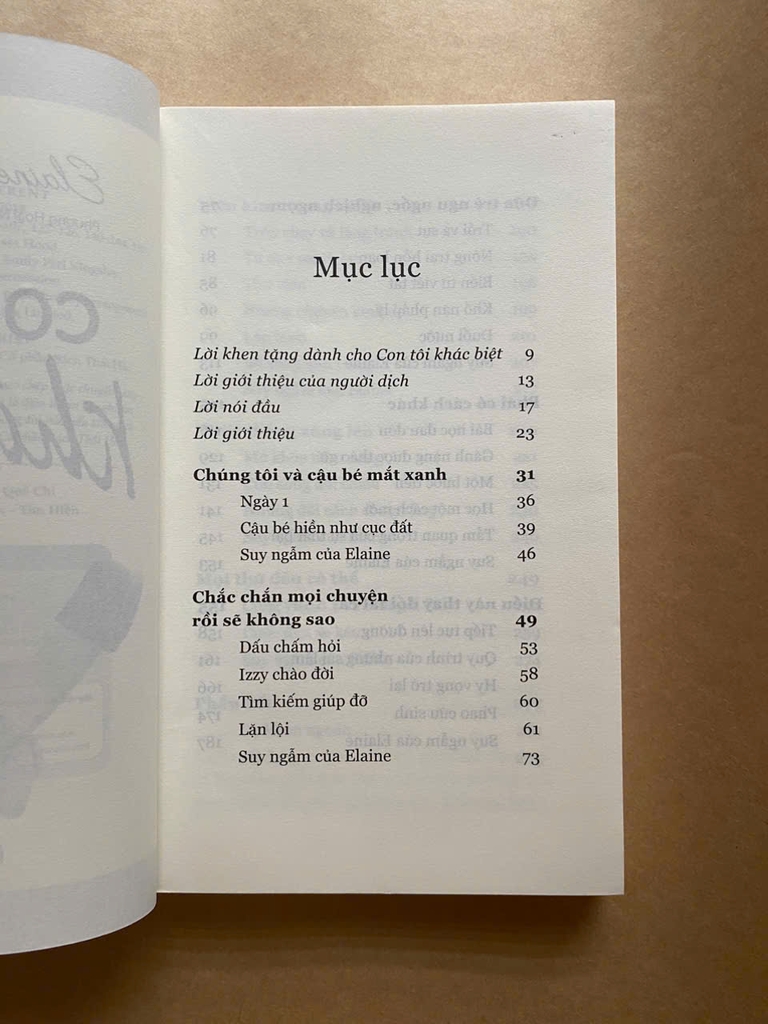 Mục lục
Lời khen tặng dành cho Con tôi khác biệt 9
Lời giới thiệu của người dịch 13
Lời nói đầu 17
Lời giới thiệu 23
Chúng tôi và cậu bé mắt xanh 31
Ngày 1 36
Cậu bé hiền như cục đất 39
Suy ngẫm của Elaine 46
Chắc chắn mọi chuyện
rồi sẽ không sao 49
Dấu chấm hỏi 53
Izzy chào đời 58
Tìm kiếm giúp đỡ 60
Lặn lội 61
Suy ngẫm của Elaine 73